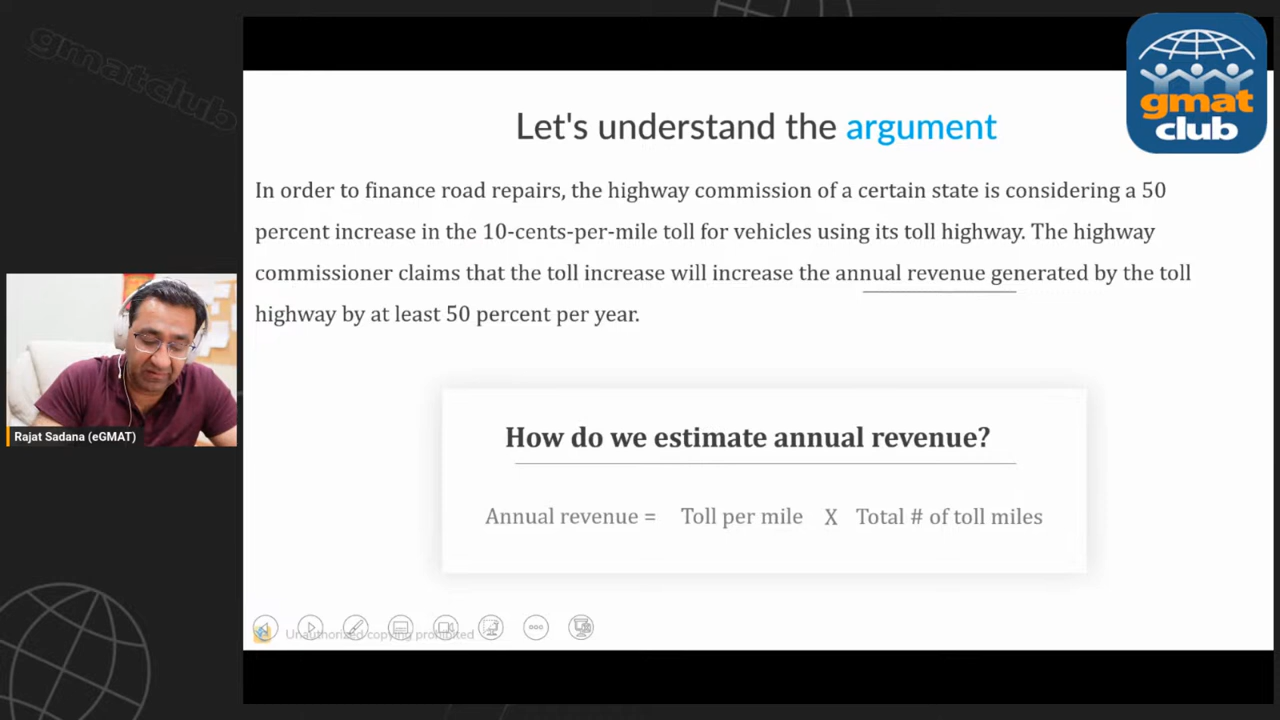 gmatclub
gmat
club
Let's understand the argument
In order to finance road repairs, the highway commission of a certain state is considering a 50
percent increase in the 10-cents-per-mile toll for vehicles using its toll highway. The highway
commissioner claims that the toll increase will increase the annual revenue generated by the toll
highway by at least 50 percent per year.
Rajat Sadana (eGMAT)
How do we estimate annual revenue?
Annual revenue = Toll per mile X Total # of toll miles
Unauthorized copying prohibited